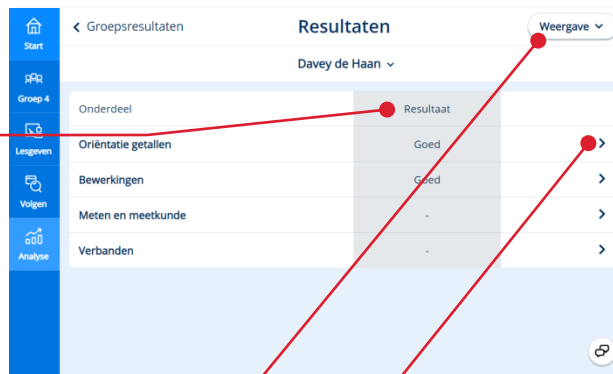 Start
Groep 4
Lesgeven
Volgen
Analyse
Groepsresultaten
Resultaten
Weergave
Davey de Haan
Onderdeel Resultaat
Oriëntatie getallen Goed
Bewerkingen Goed
Meten en meetkunde -
Verbanden -